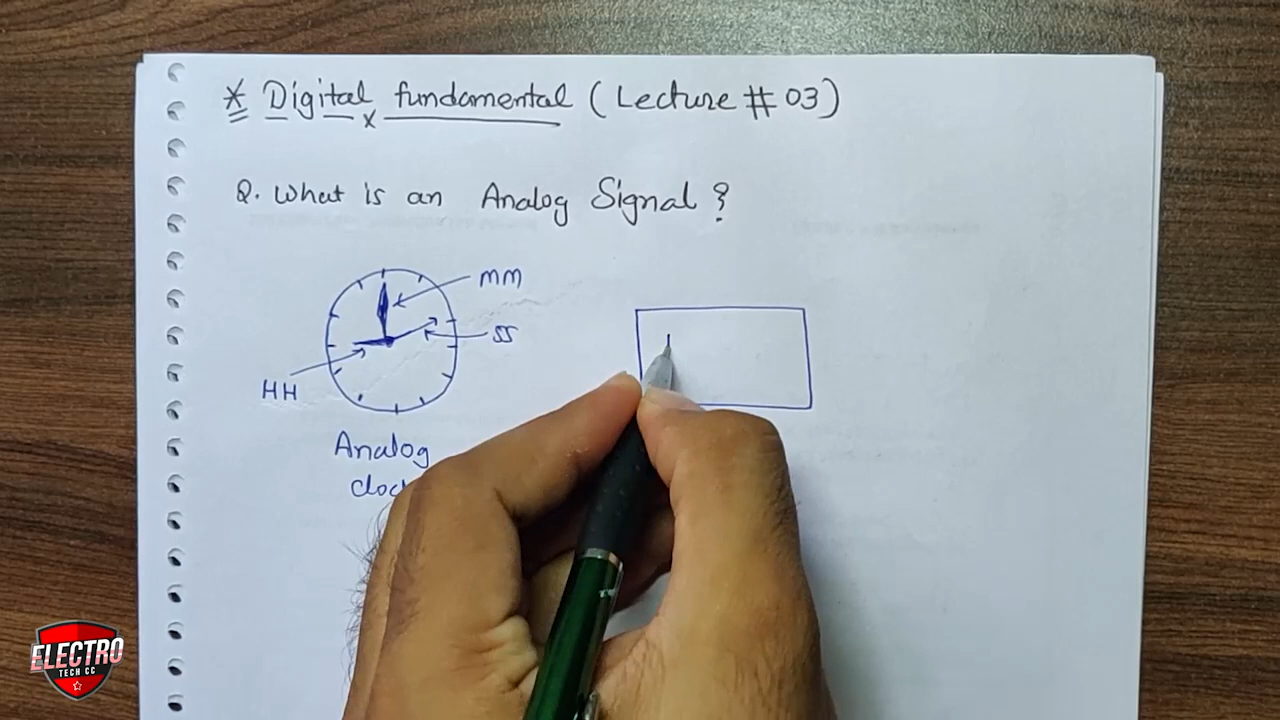 * Digital fundamental (Lecture # 03)
Q. What is an Analog Signal ?
MM
SS
HH
Analog
ELECTRO
TECH CC